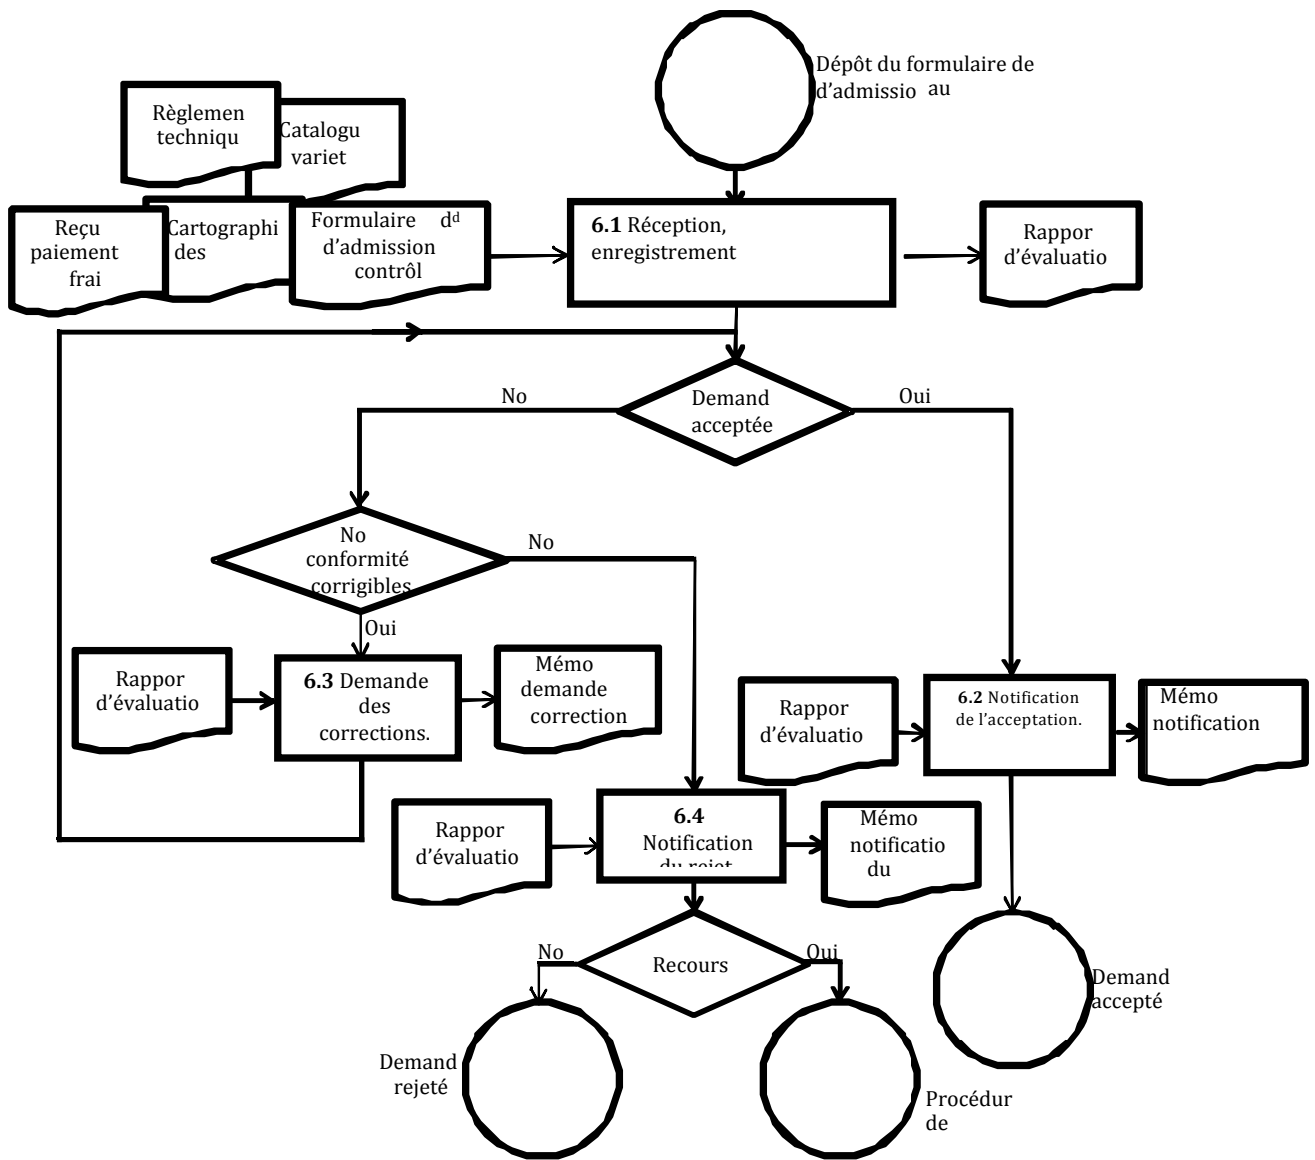 Dépôt du formulaire de
d’admissio au
Règlemen
techniqu
Catalogu
variet
Reçu
paiement
frai
Cartographi
des
Formulaire dd
d’admission
contrôl
6.1 Réception,
enregistrement
Rappor
d’évaluatio
Demand
acceptée
No
Oui
No
conformité
corrigibles
No
Oui
Rappor
d’évaluatio
6.3 Demande
des
corrections.
Mémo
demande
correction
Rappor
d’évaluatio
6.2 Notification
de l’acceptation.
Mémo
notification
Rappor
d’évaluatio
6.4
Notification
du rejet
Mémo
notificatio
du
No
Recours
Oui
Demand
accepté
Demand
rejeté
Procédur
de